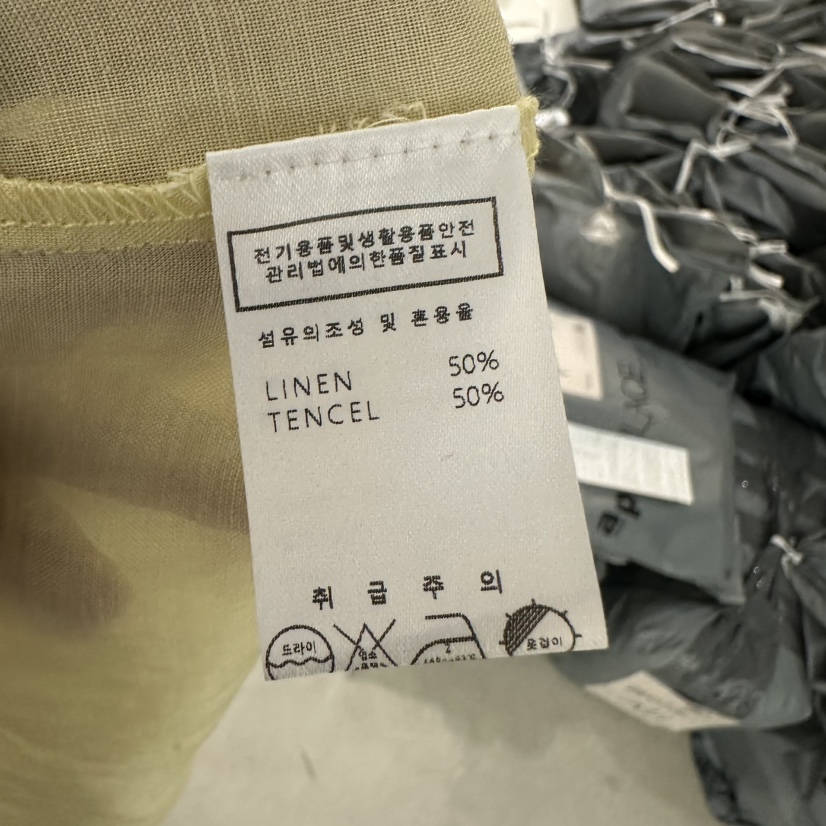 전기용품및생활용품안전
관리법에의한품질표시
섬유의조성 및 혼용율
LINEN 50%
TENCEL 50%
취급주의
드라이
옷걸이